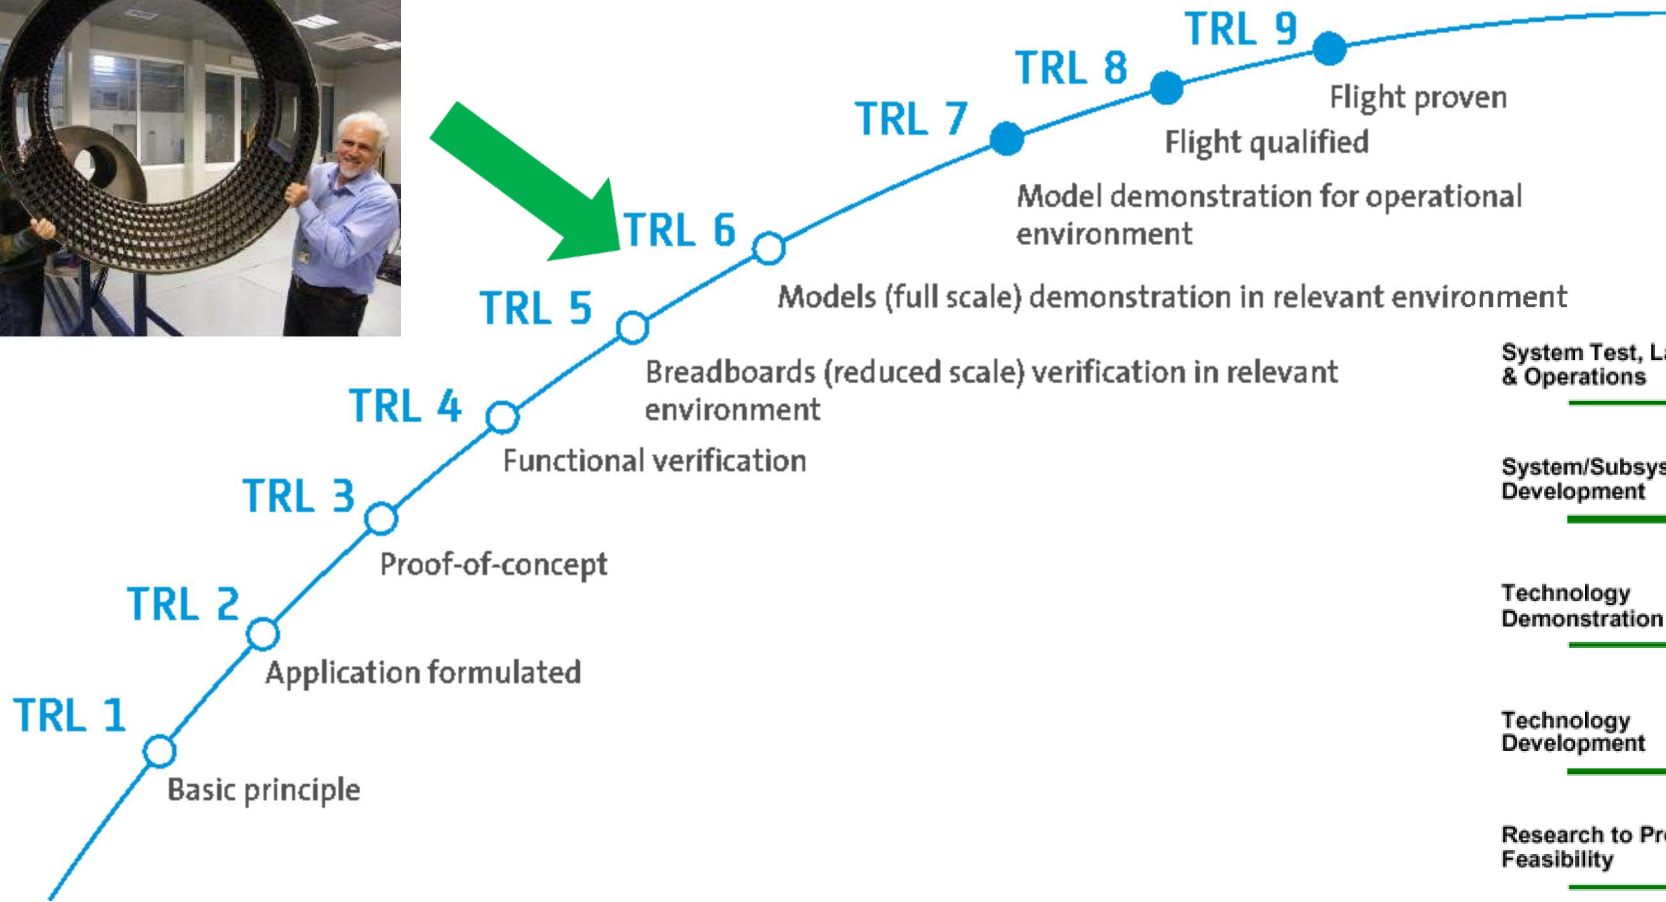 TRL 9
Flight proven
TRL 8
Flight qualified
TRL 7
Model demonstration for operational
environment
TRL 6
Models (full scale) demonstration in relevant environment
TRL 5
Breadboards (reduced scale) verification in relevant
environment
TRL 4
Functional verification
TRL 3
Proof-of-concept
TRL 2
Application formulated
TRL 1
Basic principle
System Test,
& Operations
Development
Technology
Demonstration
Technology
Development
Research to
Feasibility